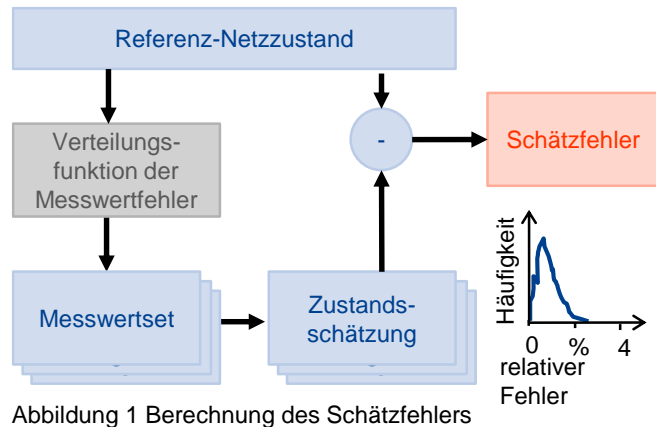 Referenz-Netzzustand
Verteilungs-
funktion der
Messwertfehler
-
Schätzfehler
Messwertset
Zustands-
schätzung
Häufigkeit
0 % 4
relativer
Fehler
Abbildung 1 Berechnung des Schätzfehlers